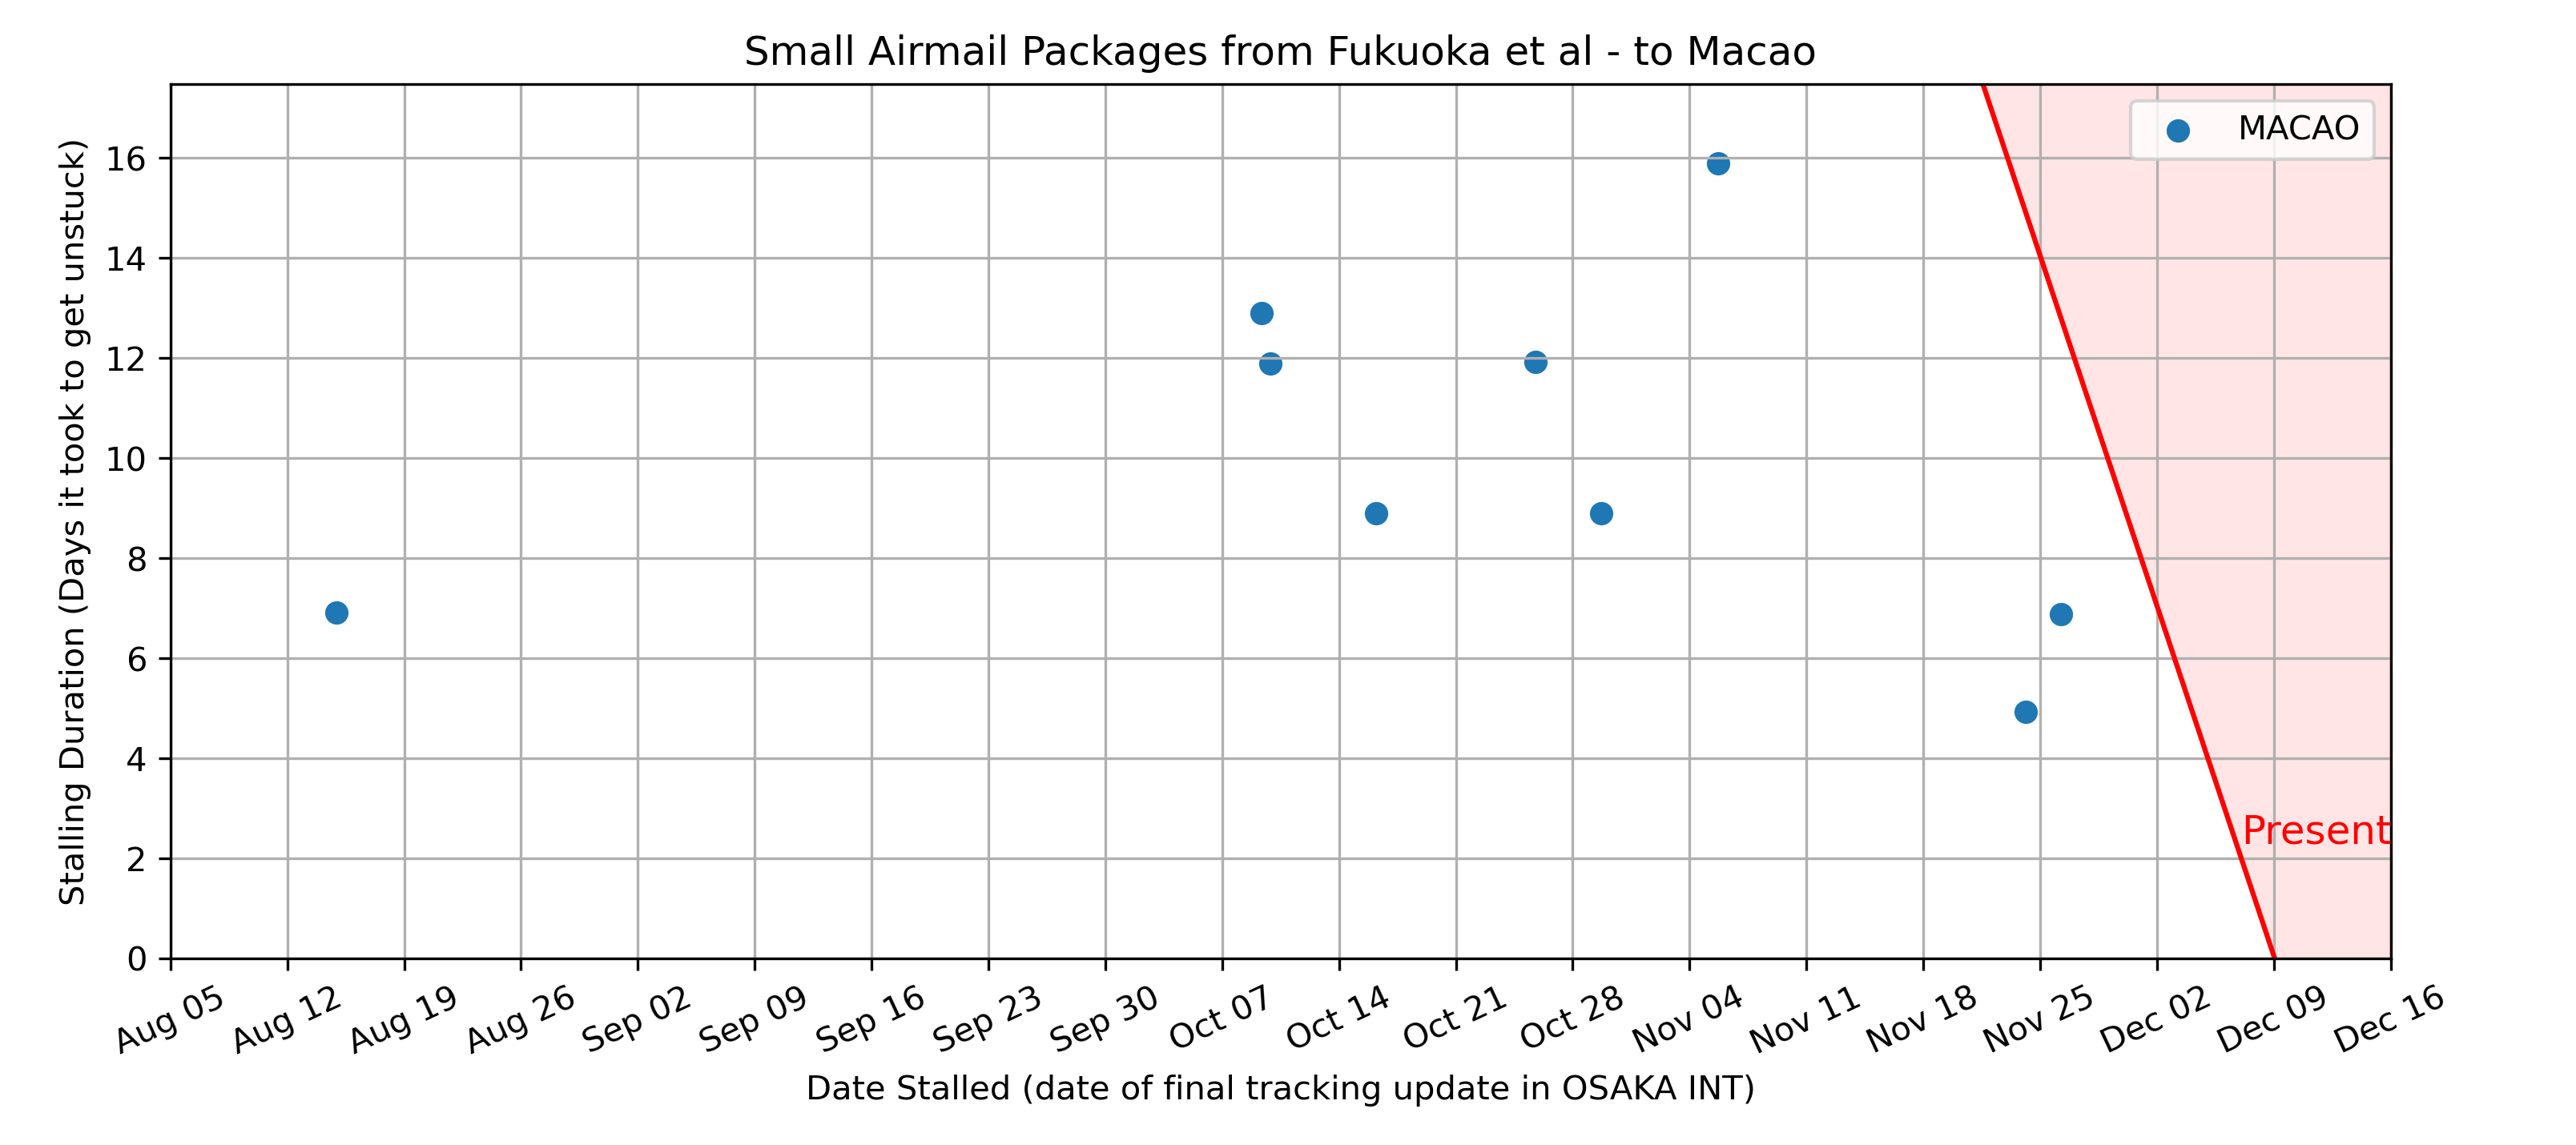 Small Airmail Packages from Fukuoka et al - to Macao
MACAO
Stalling Duration (Days it took to get unstuck)
16
14
12
10
8
6
4
2
0
Present
Aug 05
Aug 12
Aug 19
Aug 26
Sep 02
Sep 09
Sep 16
Sep 23
Sep 30
Oct 07
Oct 14
Oct 21
Oct 28
Nov 04
Nov 11
Nov 18
Nov 25
Dec 02
Dec 09
Dec 16
Date Stalled (date of final tracking update in OSAKA INT)